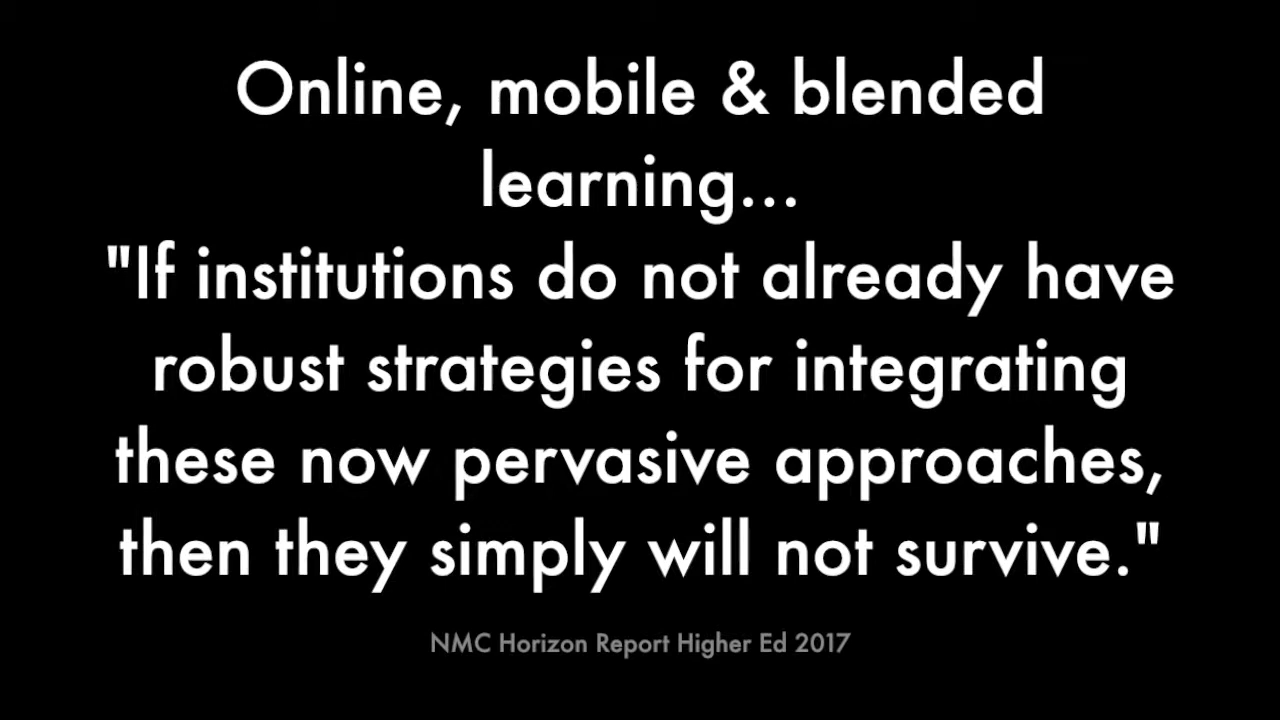 Online, mobile & blended
learning...
"If institutions do not already have
robust strategies for integrating
these now pervasive approaches,
then they simply will not survive."
NMC Horizon Report Higher Ed 2017